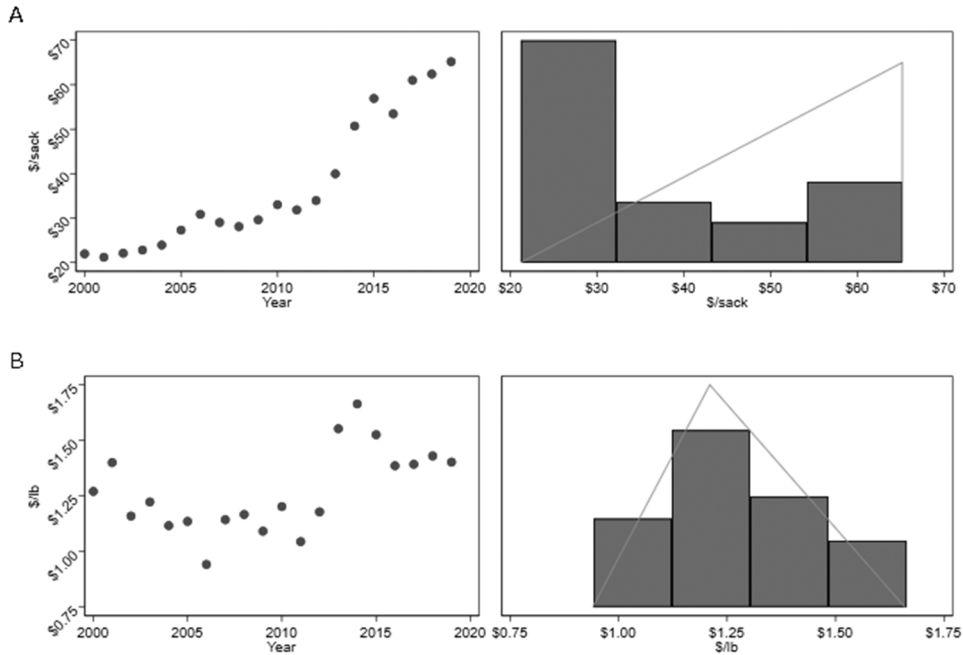 A
$70
$60
$50
$40
$30
$20
$/sack
2000 2005 2010 2015 2020
Year
$20 $30 $40 $50 $60 $70
$/sack
B
$1.75
$1.50
$1.25
$1.00
$0.75
$/lb
2000 2005 2010 2015 2020
Year
$0.75 $1.00 $1.25 $1.50 $1.75
$/lb